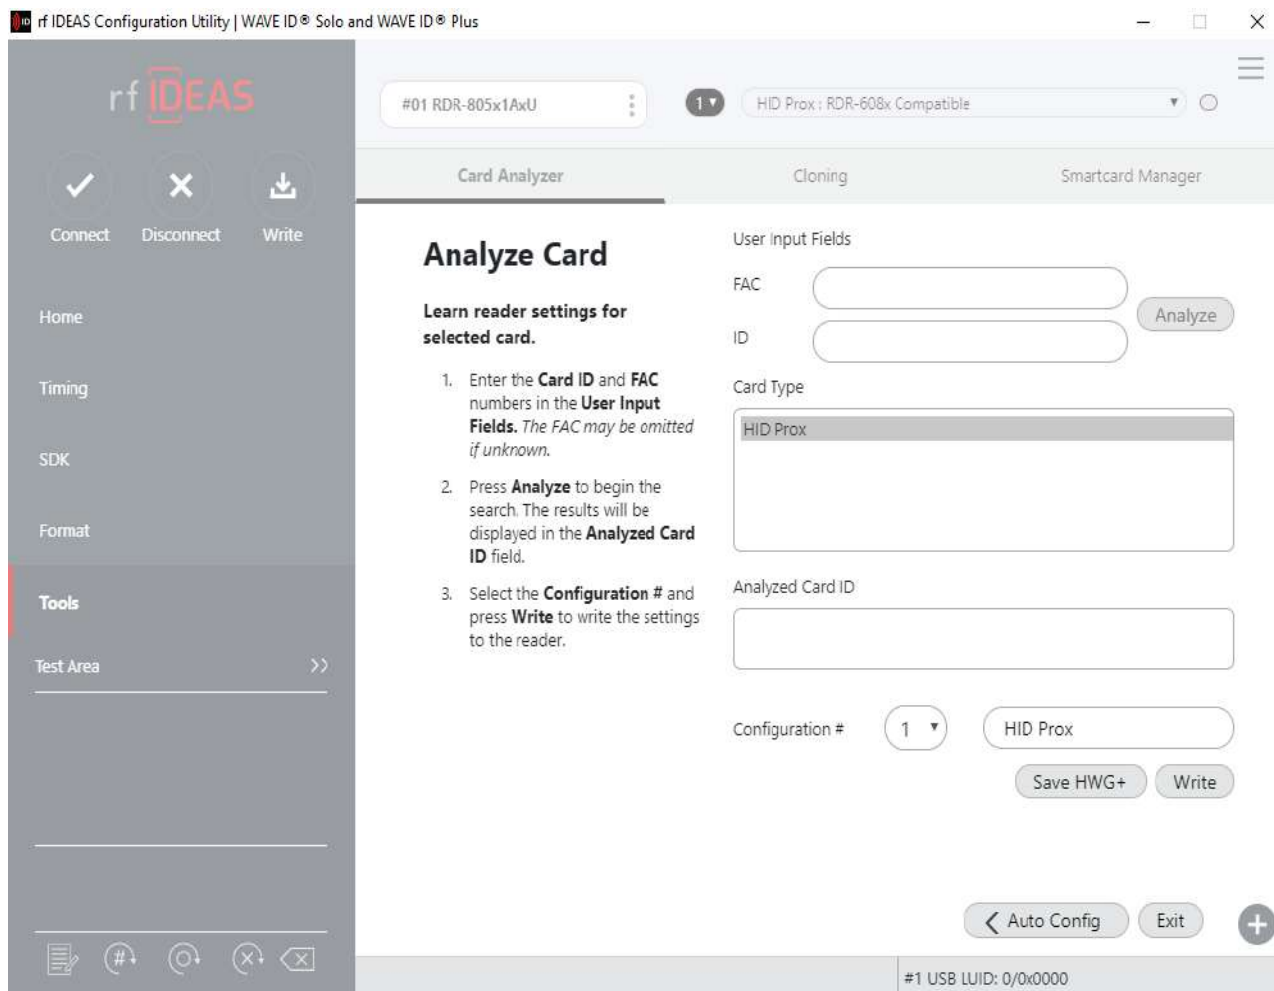 rf IDEAS Configuration Utility | WAVE ID® Solo and WAVE ID® Plus
rf IDEAS
Connect
Disconnect
Write
Home
Timing
SDK
Format
Tools
Test Area >>
#01 RDR-805x1AxU
1
HID Prox : RDR-608x Compatible
Card Analyzer
Cloning
Smartcard Manager
Analyze Card
Learn reader settings for
selected card.
1. Enter the Card ID and FAC
numbers in the User Input
Fields. The FAC may be omitted
if unknown.
2. Press Analyze to begin the
search. The results will be
displayed in the Analyzed Card
ID field.
3. Select the Configuration # and
press Write to write the settings
to the reader.
User Input Fields
FAC
ID
Analyze
Card Type
HID Prox
Analyzed Card ID
Configuration #
1
HID Prox
Save HWG+
Write
Auto Config
Exit
#1 USB LUID: 0/0x0000